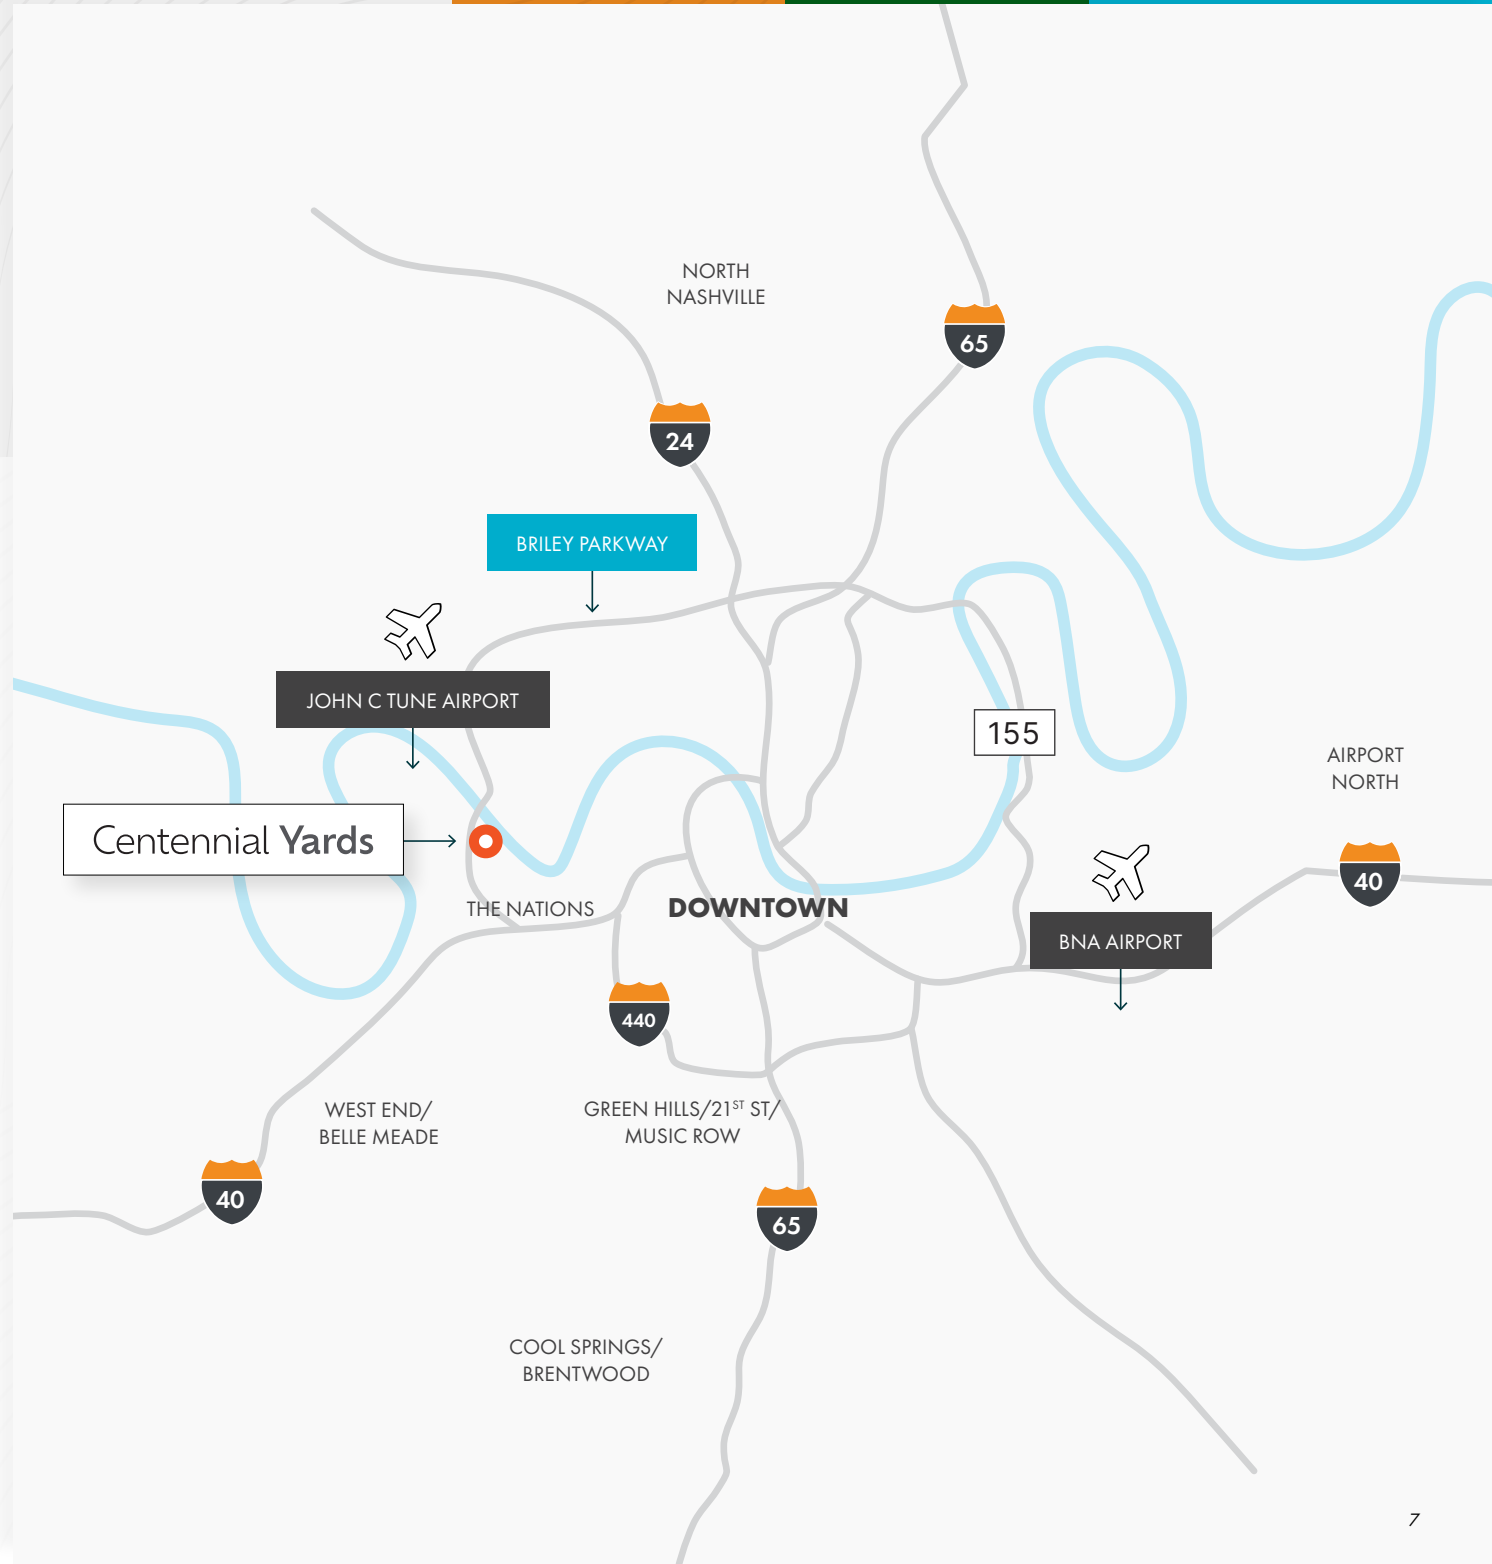 NORTH
NASHVILLE
65
24
BRILEY PARKWAY
JOHN C TUNE AIRPORT
155
AIRPORT
NORTH
Centennial Yards
40
THE NATIONS
DOWNTOWN
BNA AIRPORT
440
WEST END/
BELLE MEADE
GREEN HILLS/21ST ST/
MUSIC ROW
40
65
COOL SPRINGS/
BRENTWOOD
7